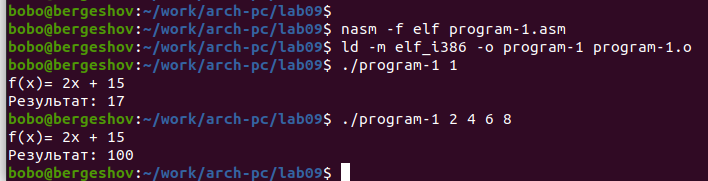 bobo@bergeshov:~/work/arch-pc/lab09$
bobo@bergeshov:~/work/arch-pc/lab09$ nasm -f elf program-1.asm
bobo@bergeshov:~/work/arch-pc/lab09$ ld -m elf_i386 -o program-1 program-1.o
bobo@bergeshov:~/work/arch-pc/lab09$ ./program-1 1
f(x)= 2x + 15
Результат: 17
bobo@bergeshov:~/work/arch-pc/lab09$ ./program-1 2 4 6 8
f(x)= 2x + 15
Результат: 100
bobo@bergeshov:~/work/arch-pc/lab09$